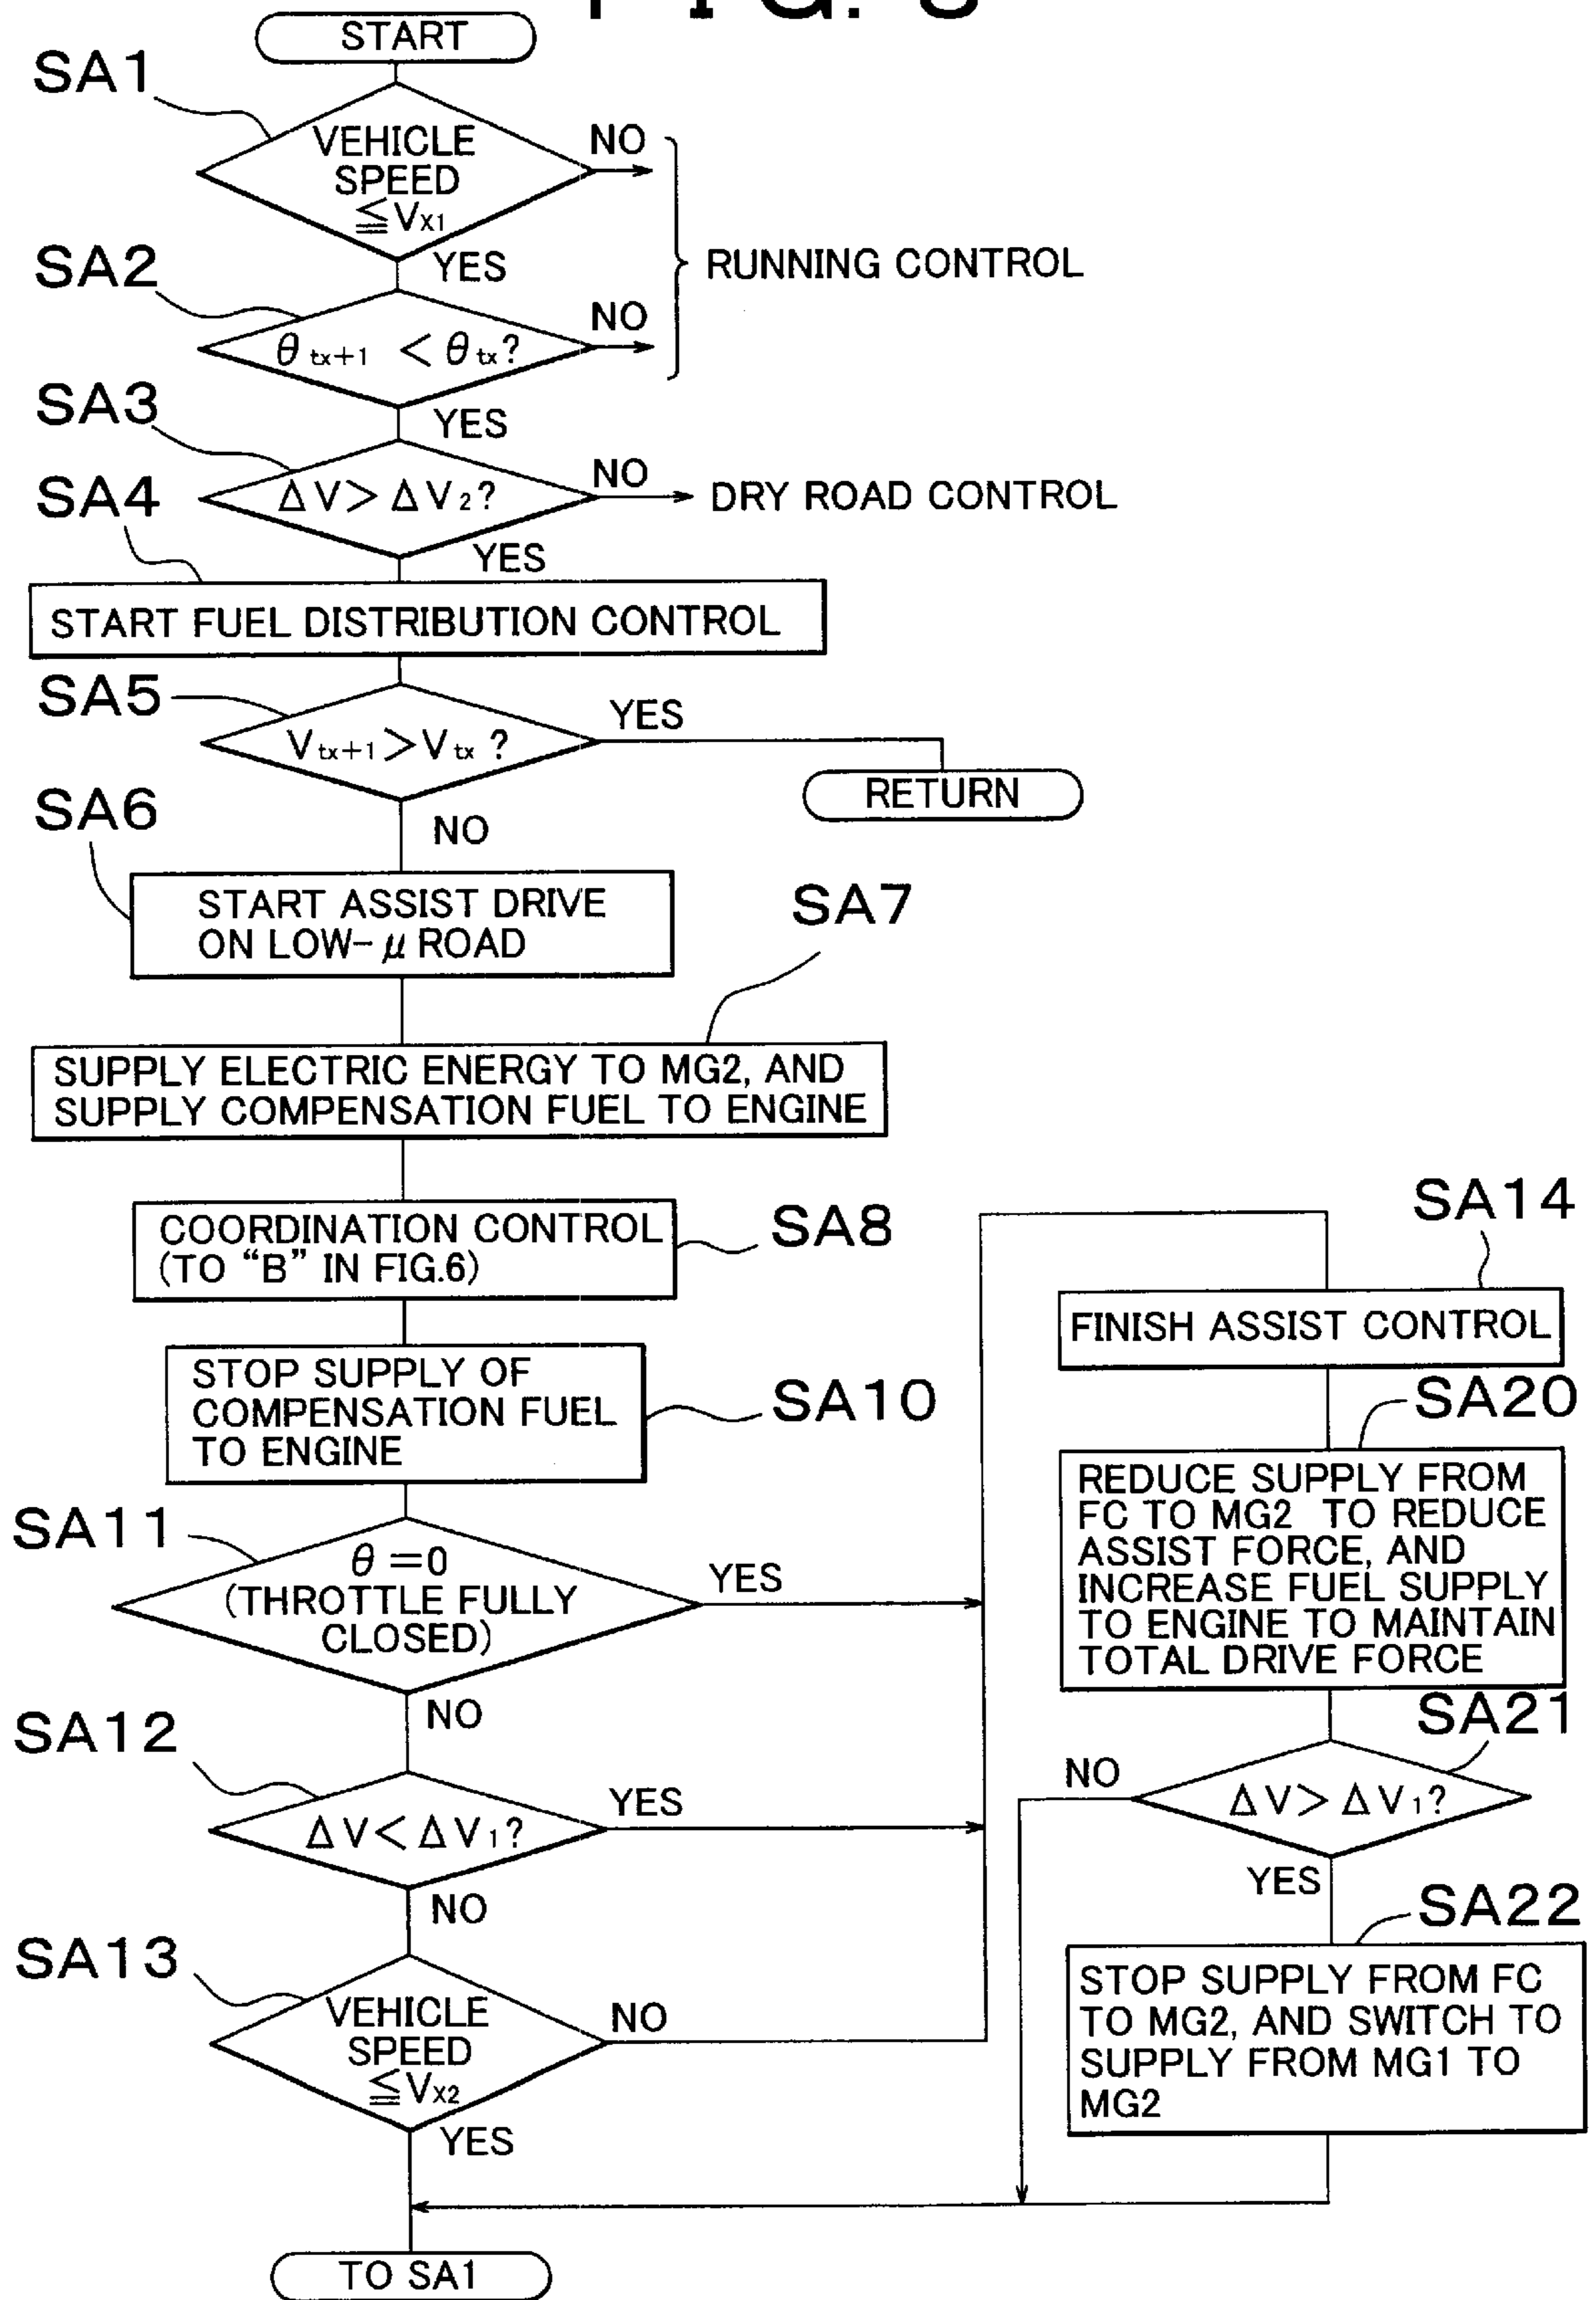 START
SA1
VEHICLE
SPEED
≦VX1
NO
YES
RUNNING CONTROL
SA2
θtx+1 <θtx?
NO
YES
SA3
ΔV>ΔV2?
NO
DRY ROAD CONTROL
YES
SA4
START FUEL DISTRIBUTION CONTROL
SA5
Vtx+1>Vtx ?
YES
RETURN
NO
SA6
START ASSIST DRIVE
ON LOW-μ ROAD
SA7
SUPPLY ELECTRIC ENERGY TO MG2, AND
SUPPLY COMPENSATION FUEL TO ENGINE
COORDINATION CONTROL
(TO “B” IN FIG.6)
SA8
STOP SUPPLY OF
COMPENSATION FUEL
TO ENGINE
SA10
SA11
θ=0
(THROTTLE FULLY
CLOSED)
YES
NO
SA12
ΔV<ΔV1?
YES
NO
SA13
VEHICLE
SPEED
≦VX2
NO
YES
SA14
FINISH ASSIST CONTROL
SA20
REDUCE SUPPLY FROM
FC TO MG2 TO REDUCE
ASSIST FORCE, AND
INCREASE FUEL SUPPLY
TO ENGINE TO MAINTAIN
TOTAL DRIVE FORCE
SA21
ΔV>ΔV1?
NO
YES
SA22
STOP SUPPLY FROM FC
TO MG2, AND SWITCH TO
SUPPLY FROM MG1 TO
MG2
TO SA1